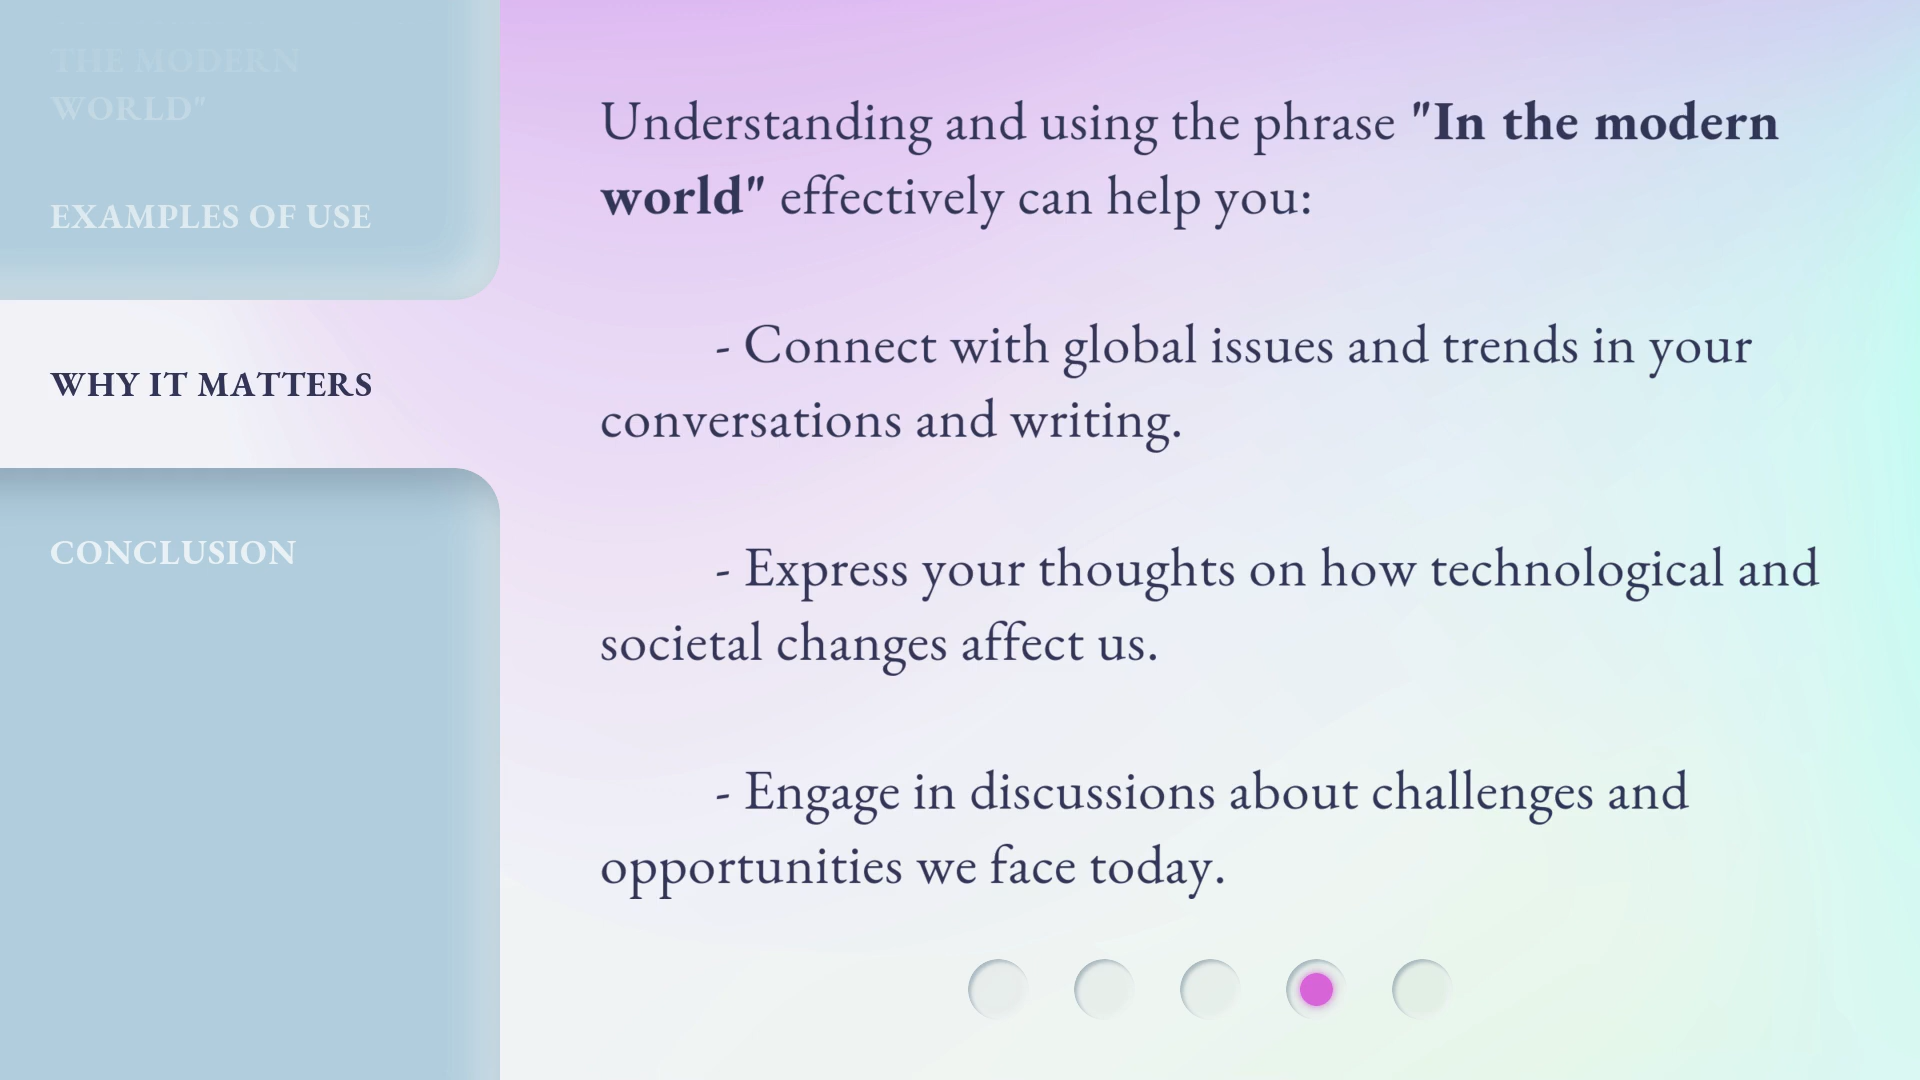 THE MODERN
WORLD"
EXAMPLES OF USE
WHY IT MATTERS
CONCLUSION
Understanding and using the phrase "In the modern
world" effectively can help you:
- Connect with global issues and trends in your
conversations and writing.
- Express your thoughts on how technological and
societal changes affect us.
- Engage in discussions about challenges and
opportunities we face today.